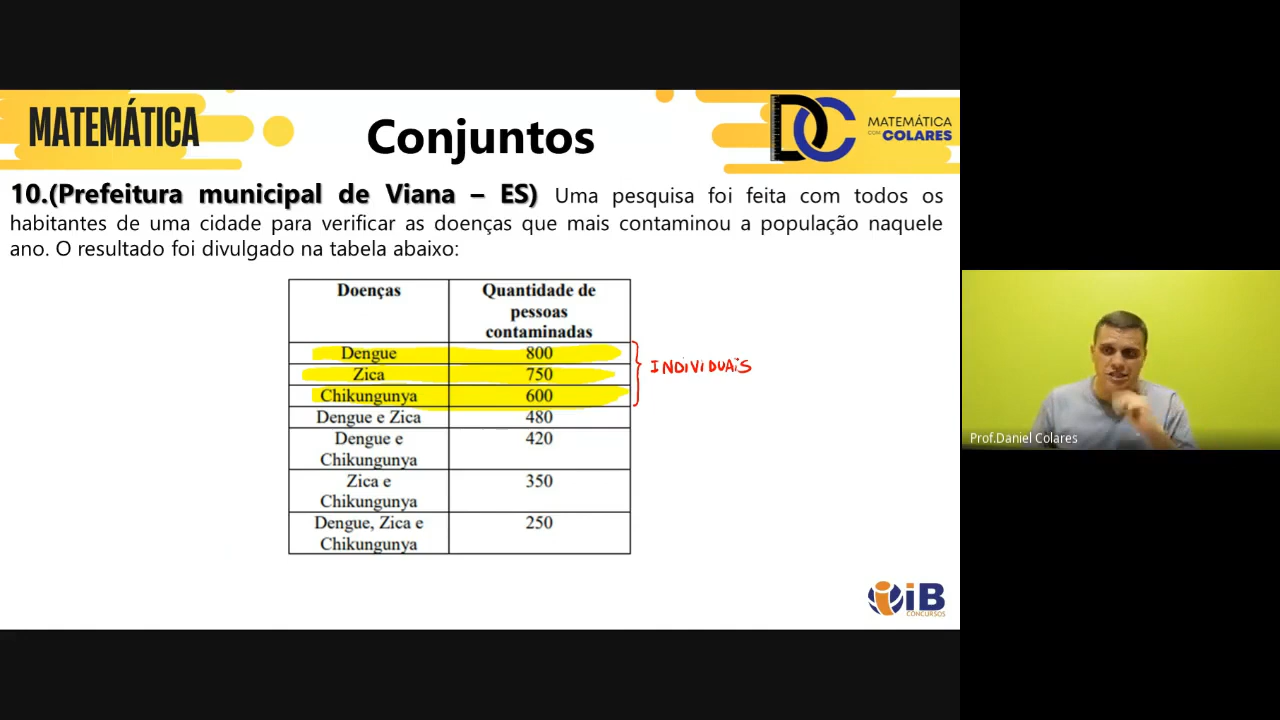 MATEMÁTICA
Conjuntos
DC
MATEMÁTICA
COM COLARES
10.(Prefeitura municipal de Viana – ES) Uma pesquisa foi feita com todos os
habitantes de uma cidade para verificar as doenças que mais contaminou a população naquele
ano. O resultado foi divulgado na tabela abaixo:
Doenças
Quantidade de
pessoas
contaminadas
Dengue 800
Zica 750
Chikungunya 600
INDIVIDUAIS
Dengue e Zica 480
Dengue e 420
Chikungunya
Zica e 350
Chikungunya
Dengue, Zica e 250
Chikungunya
iB
CONCURSOS
Prof.Daniel Colares